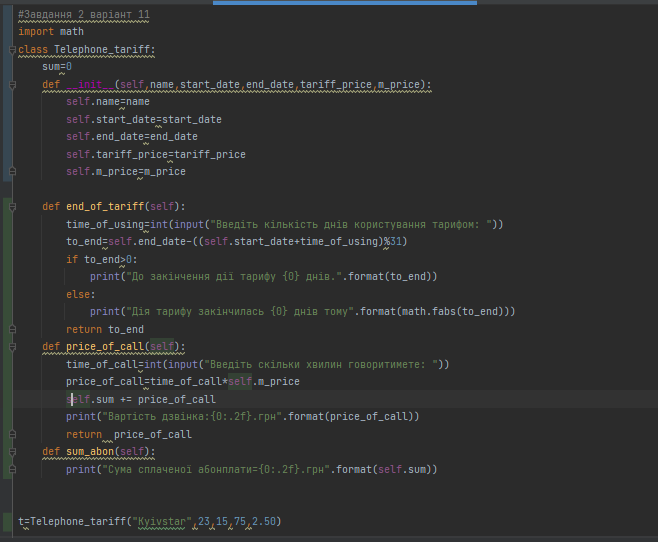 #Завдання 2 варіант 11
import math
class Telephone_tariff:
    sum=0
    def __init__(self,name,start_date,end_date,tariff_price,m_price):
        self.name=name
        self.start_date=start_date
        self.end_date=end_date
        self.tariff_price=tariff_price
        self.m_price=m_price
    def end_of_tariff(self):
        time_of_using=int(input("Введіть кількість днів користування тарифом: "))
        to_end=self.end_date-((self.start_date+time_of_using)%31)
        if to_end>0:
            print("До закінчення дії тарифу {0} днів.".format(to_end))
        else:
            print("Дія тарифу закінчилась {0} днів тому".format(math.fabs(to_end)))
        return to_end
    def price_of_call(self):
        time_of_call=int(input("Введіть скільки хвилин говоритимете: "))
        price_of_call=time_of_call*self.m_price
        self.sum += price_of_call
        print("Вартість дзвінка:{0:.2f}.грн".format(price_of_call))
        return  price_of_call
    def sum_abon(self):
        print("Сума сплаченої абонплати={0:.2f}.грн".format(self.sum))
t=Telephone_tariff("Kyivstar",23,15,75,2.50)